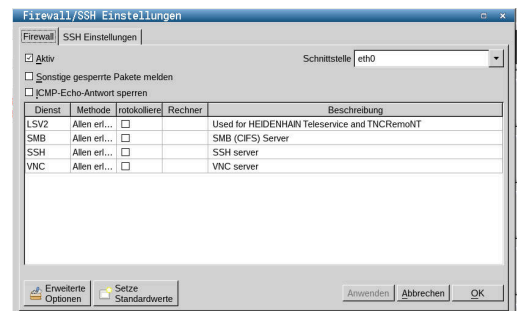 Firewall/SSH Einstellungen
Firewall SSH Einstellungen
Aktiv Schnittstelle eth0
Sonstige gesperrte Pakete melden
ICMP-Echo-Antwort sperren
Dienst Methode rotokolliere Rechner Beschreibung
LSV2 Allen erl... Used for HEIDENHAIN Teleservice and TNCRemoNT
SMB Allen erl... SMB (CIFS) Server
SSH Allen erl... SSH server
VNC Allen erl... VNC server
Erweiterte Optionen Setze Standardwerte Anwenden Abbrechen OK